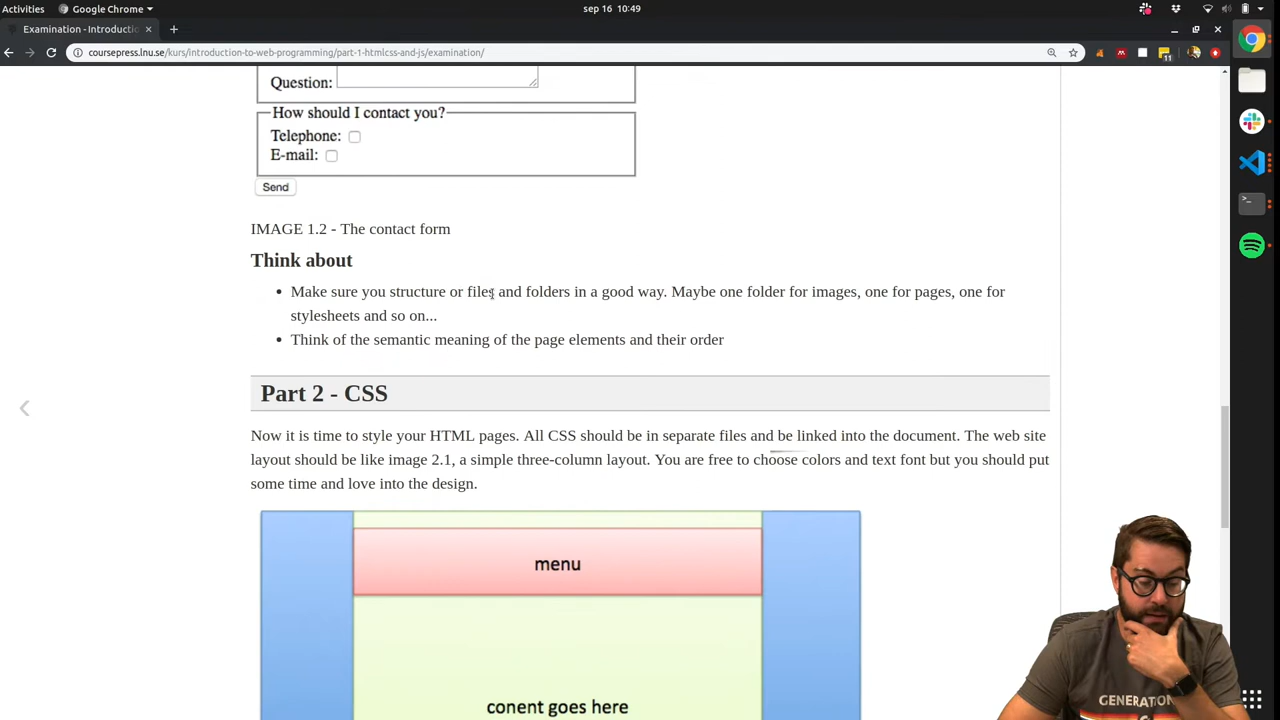 Activities
Google Chrome
sep 16 10:49
Examination - Introductio
coursepress.lnu.se/kurs/introduction-to-web-programming/part-1-htmlcss-and-js/examination/
11
Question:
How should I contact you?
Telephone:
E-mail:
Send
IMAGE 1.2 - The contact form
Think about
Make sure you structure or files and folders in a good way. Maybe one folder for images, one for pages, one for
stylesheets and so on...
Think of the semantic meaning of the page elements and their order
Part 2 - CSS
Now it is time to style your HTML pages. All CSS should be in separate files and be linked into the document. The web site
layout should be like image 2.1, a simple three-column layout. You are free to choose colors and text font but you should put
some time and love into the design.
menu
conent goes here
GENERATION